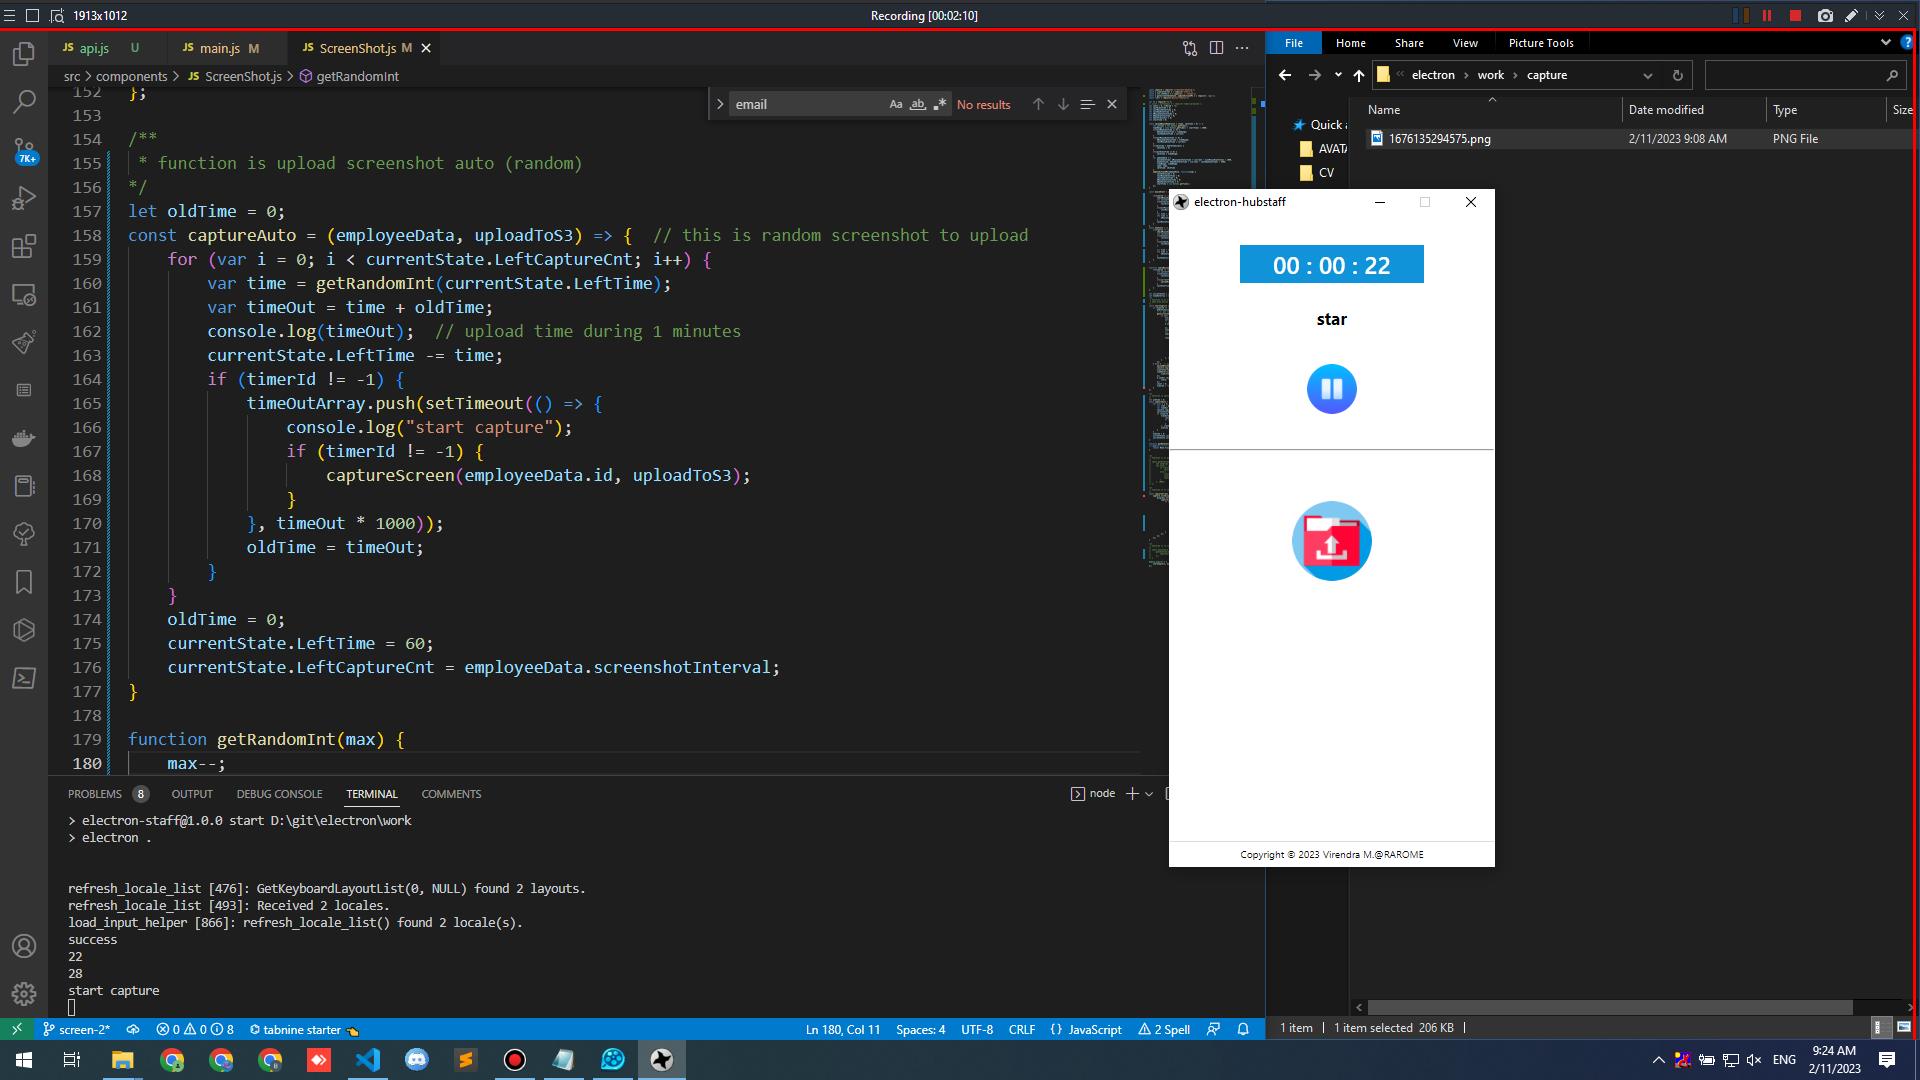 1913x1012
Recording [00:02:10]
JS api.js U
JS main.js M
JS ScreenShot.js M
src > components > JS ScreenShot.js > getRandomInt
email
Aa ab .*
No results
152 };
153
154 /**
155 * function is upload screenshot auto (random)
156 */
157 let oldTime = 0;
158 const captureAuto = (employeeData, uploadToS3) => { // this is random screenshot to upload
159 for (var i = 0; i < currentState.LeftCaptureCnt; i++) {
160 var time = getRandomInt(currentState.LeftTime);
161 var timeOut = time + oldTime;
162 console.log(timeOut); // upload time during 1 minutes
163 currentState.LeftTime -= time;
164 if (timerId != -1) {
165 timeOutArray.push(setTimeout(() => {
166 console.log("start capture");
167 if (timerId != -1) {
168 captureScreen(employeeData.id, uploadToS3);
169 }
170 }, timeOut * 1000));
171 oldTime = timeOut;
172 }
173 }
174 oldTime = 0;
175 currentState.LeftTime = 60;
176 currentState.LeftCaptureCnt = employeeData.screenshotInterval;
177 }
178
179 function getRandomInt(max) {
180 max--;
7K+
PROBLEMS 8 OUTPUT DEBUG CONSOLE TERMINAL COMMENTS
node
> electron-staff@1.0.0 start D:\git\electron\work
> electron .
refresh_locale_list [476]: GetKeyboardLayoutList(0, NULL) found 2 layouts.
refresh_locale_list [493]: Received 2 locales.
load_input_helper [866]: refresh_locale_list() found 2 locale(s).
success
22
28
start capture
screen-2* 0 0 8 tabnine starter
Ln 180, Col 11 Spaces: 4 UTF-8 CRLF {} JavaScript 2 Spell
File Home Share View Picture Tools
« electron > work > capture
Name Date modified Type Size
Quick
AVATA
CV
1676135294575.png 2/11/2023 9:08 AM PNG File
electron-hubstaff
00 : 00 : 22
star
Copyright © 2023 Virendra M.@RAROME
1 item 1 item selected 206 KB
ENG
9:24 AM
2/11/2023